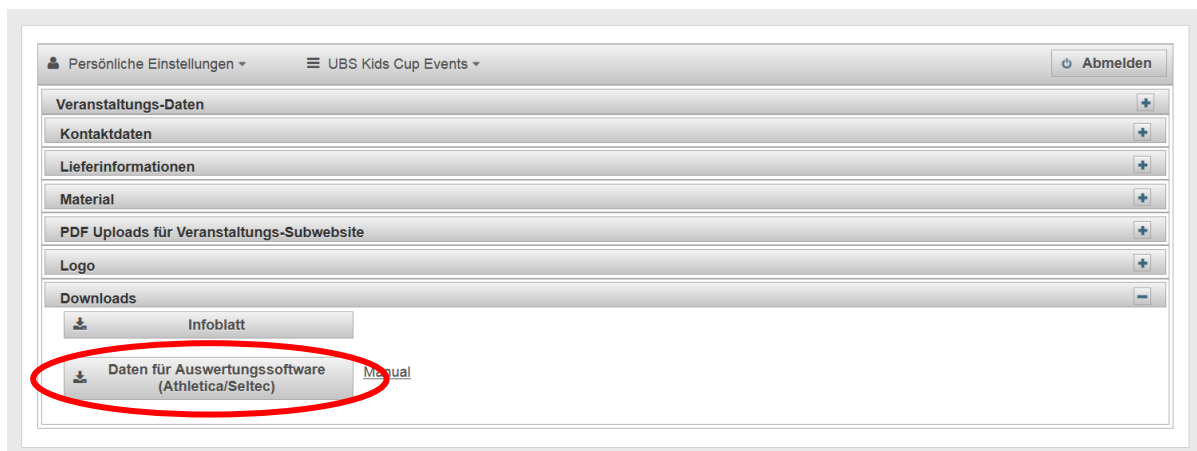 Persönliche Einstellungen UBS Kids Cup Events Abmelden
Veranstaltungs-Daten
Kontaktdaten
Lieferinformationen
Material
PDF Uploads für Veranstaltungs-Subwebsite
Logo
Downloads
Infoblatt
Daten für Auswertungssoftware
(Athletica/Seltec)
Manual